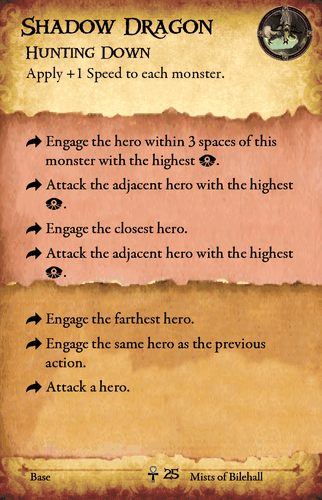 Shadow Dragon
Hunting Down
Apply +1 Speed to each monster.
Engage the hero within 3 spaces of this
monster with the highest .
Attack the adjacent hero with the highest
.
Engage the closest hero.
Attack the adjacent hero with the highest
.
Engage the farthest hero.
Engage the same hero as the previous
action.
Attack a hero.
Base
25
Mists of Bilehall